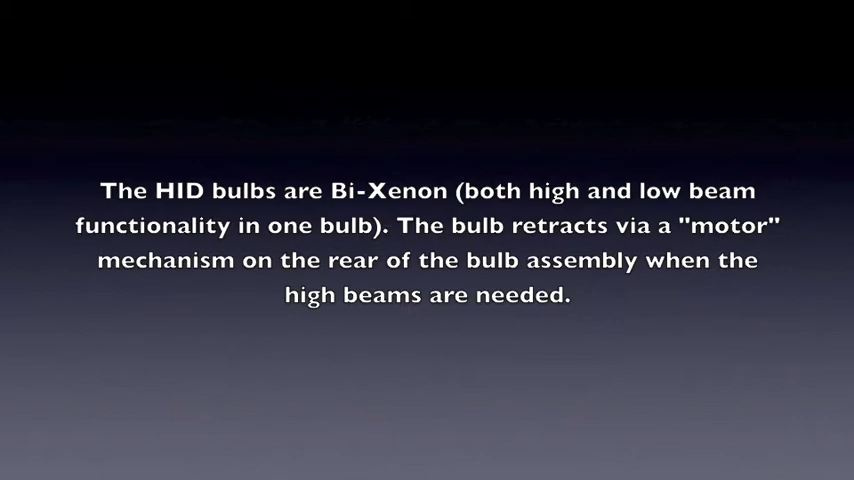 The HID bulbs are Bi-Xenon (both high and low beam
functionality in one bulb). The bulb retracts via a "motor"
mechanism on the rear of the bulb assembly when the
high beams are needed.